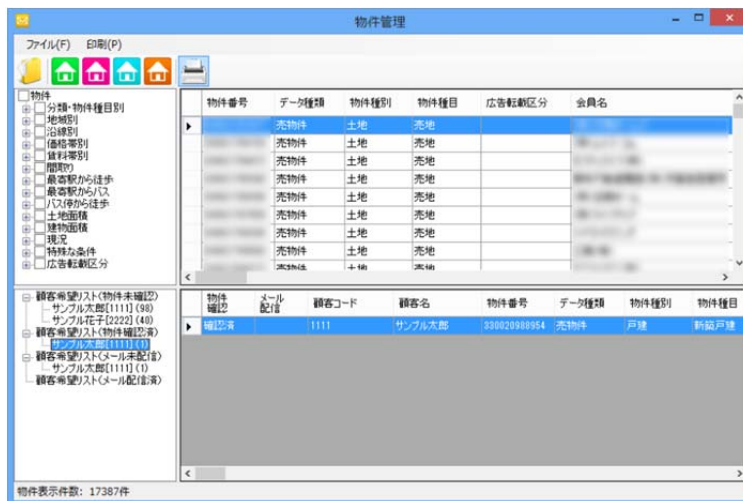 物件管理
ファイル(F) 印刷(P)
物件
分類・物件種目別
地域別
沿線別
価格帯別
賃料帯別
間取り
最寄駅から徒歩
最寄駅からバス
バス停から徒歩
土地面積
建物面積
現況
特殊な条件
広告転載区分
物件番号 データ種類 物件種別 物件種目 広告転載区分 会員名
売物件 土地 売地
売物件 土地 売地
売物件 土地 売地
売物件 土地 売地
売物件 土地 売地
売物件 土地 売地
売物件 土地 売地
売物件 土地 売地
売物件 土地 売地
顧客希望リスト(物件未確認)
サンプル太郎[1111](98)
サンプル花子[2222](40)
顧客希望リスト(物件確認済)
サンプル太郎[1111](1)
顧客希望リスト(メール未配信)
サンプル太郎[1111](1)
顧客希望リスト(メール配信済)
物件確認 メール配信 顧客コード 顧客名 物件番号 データ種類 物件種別 物件種目
確認済 1111 サンプル太郎 330020980954 売物件 戸建 新築戸建
物件表示件数: 17387件